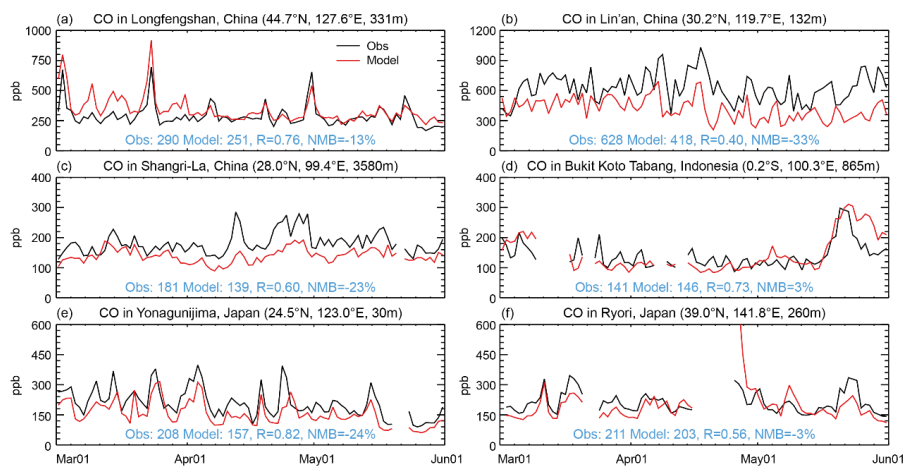 (a) CO in Longfengshan, China (44.7°N, 127.6°E, 331m)
1000
750
500
250
0
ppb
Obs
Model
Obs: 290 Model: 251, R=0.76, NMB=-13%
(b) CO in Lin'an, China (30.2°N, 119.7°E, 132m)
1200
900
600
300
0
ppb
Obs: 628 Model: 418, R=0.40, NMB=-33%
(c) CO in Shangri-La, China (28.0°N, 99.4°E, 3580m)
400
300
200
100
0
ppb
Obs: 181 Model: 139, R=0.60, NMB=-23%
(d) CO in Bukit Koto Tabang, Indonesia (0.2°S, 100.3°E, 865m)
400
300
200
100
0
ppb
Obs: 141 Model: 146, R=0.73, NMB=3%
(e) CO in Yonagunijima, Japan (24.5°N, 123.0°E, 30m)
600
450
300
150
0
ppb
Obs: 208 Model: 157, R=0.82, NMB=-24%
Mar01 Apr01 May01 Jun01
(f) CO in Ryori, Japan (39.0°N, 141.8°E, 260m)
600
450
300
150
0
ppb
Obs: 211 Model: 203, R=0.56, NMB=-3%
Mar01 Apr01 May01 Jun01